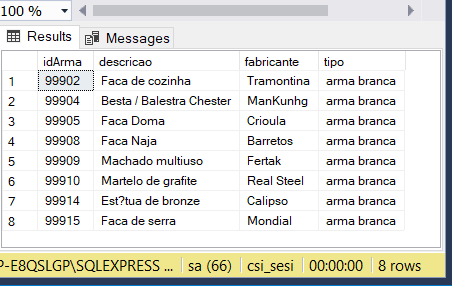 100 %
Results Messages
idArma descricao fabricante tipo
1 99902 Faca de cozinha Tramontina arma branca
2 99904 Besta / Balestra Chester ManKunhg arma branca
3 99905 Faca Doma Crioula arma branca
4 99908 Faca Naja Barretos arma branca
5 99909 Machado multiuso Fertak arma branca
6 99910 Martelo de grafite Real Steel arma branca
7 99914 Est?tua de bronze Calipso arma branca
8 99915 Faca de serra Mondial arma branca
P-E8QSLGP\SQLEXPRESS ... sa (66) csi_sesi 00:00:00 8 rows